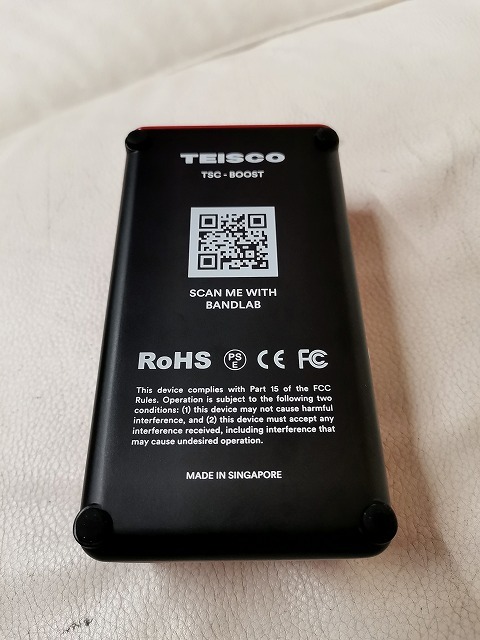 TEISCO
TSC - BOOST
SCAN ME WITH
BANDLAB
RoHS PS E CE FC
This device complies with Part 15 of the FCC
Rules. Operation is subject to the following two
conditions: (1) this device may not cause harmful
interference, and (2) this device must accept any
interference received, including interference that
may cause undesired operation.
MADE IN SINGAPORE